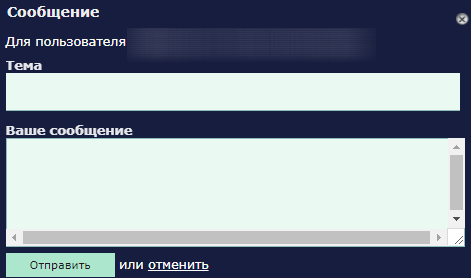 Сообщение
Для пользователя
Тема
Ваше сообщение
Отправить или отменить